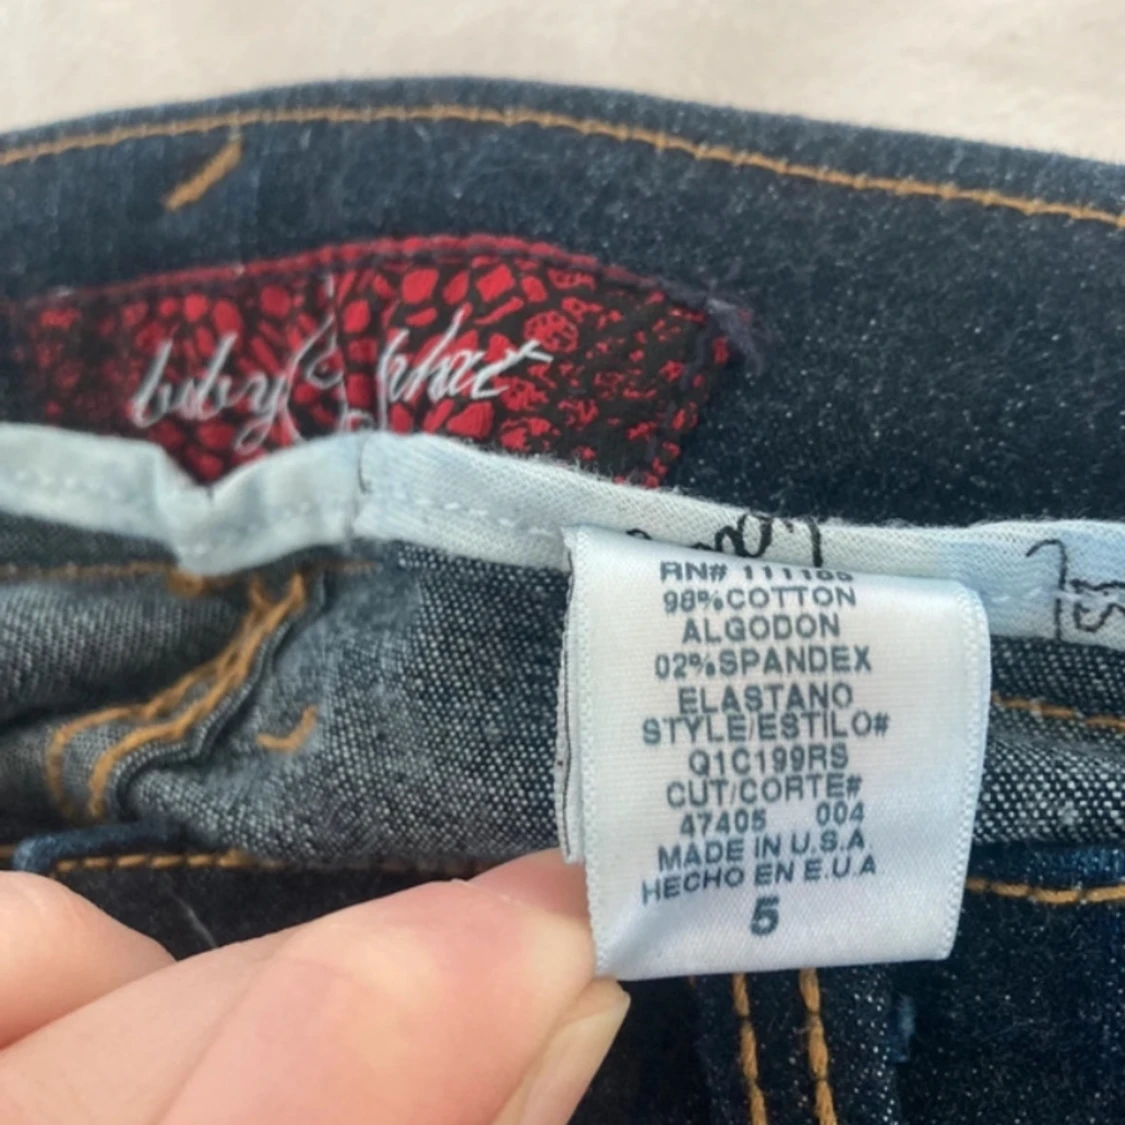 baby phat
RN# 111108
98%COTTON
ALGODON
02%SPANDEX
ELASTANO
STYLE/ESTILO#
Q1C199RS
CUT/CORTE#
47405 004
MADE IN U.S.A
HECHO EN E.U.A
5